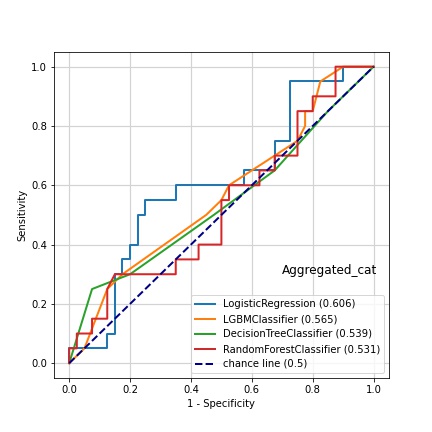 1.0
0.8
0.6
0.4
0.2
0.0
Sensitivity
Aggregated_cat
LogisticRegression (0.606)
LGBMClassifier (0.565)
DecisionTreeClassifier (0.539)
RandomForestClassifier (0.531)
chance line (0.5)
0.0 0.2 0.4 0.6 0.8 1.0
1 - Specificity